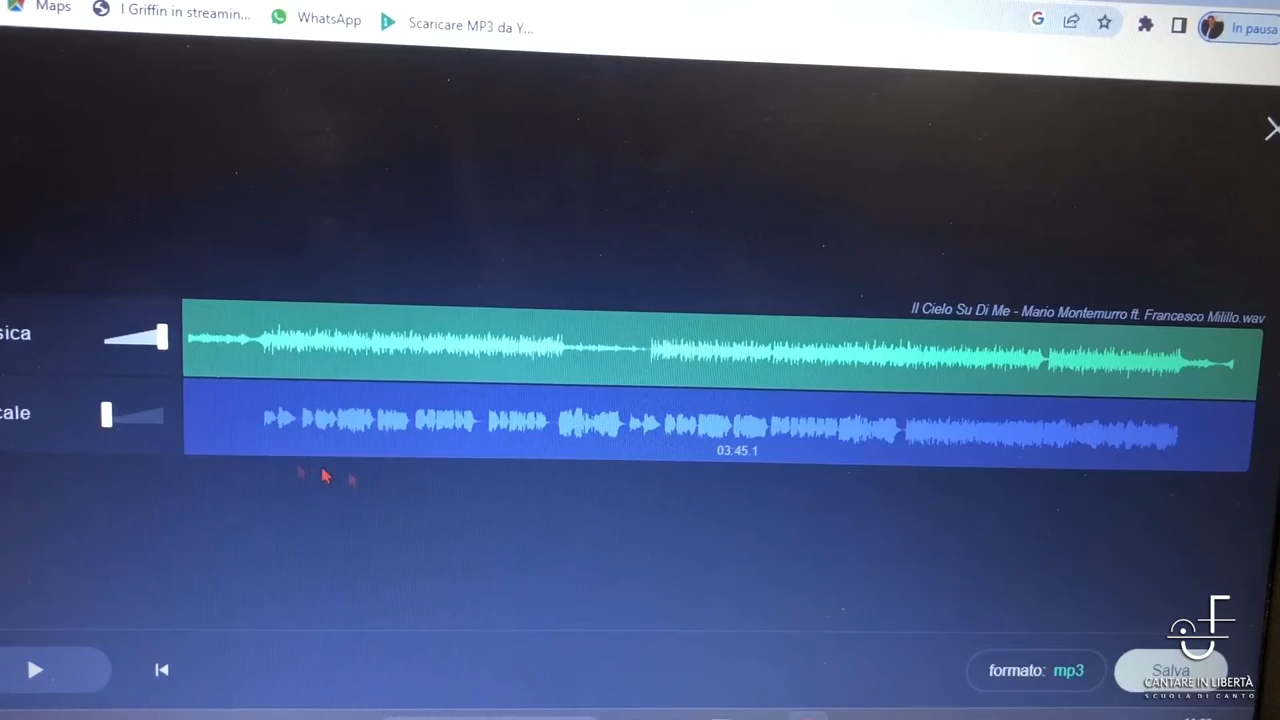 Maps
I Griffin in streamin...
WhatsApp
Scaricare MP3 da Y...
In pausa
Il Cielo Su Di Me - Mario Montemurro ft. Francesco Milillo.wav
sica
cale
03:45.1
formato: mp3
Salva
CANTARE IN LIBERTÀ
SCUOLA DI CANTO